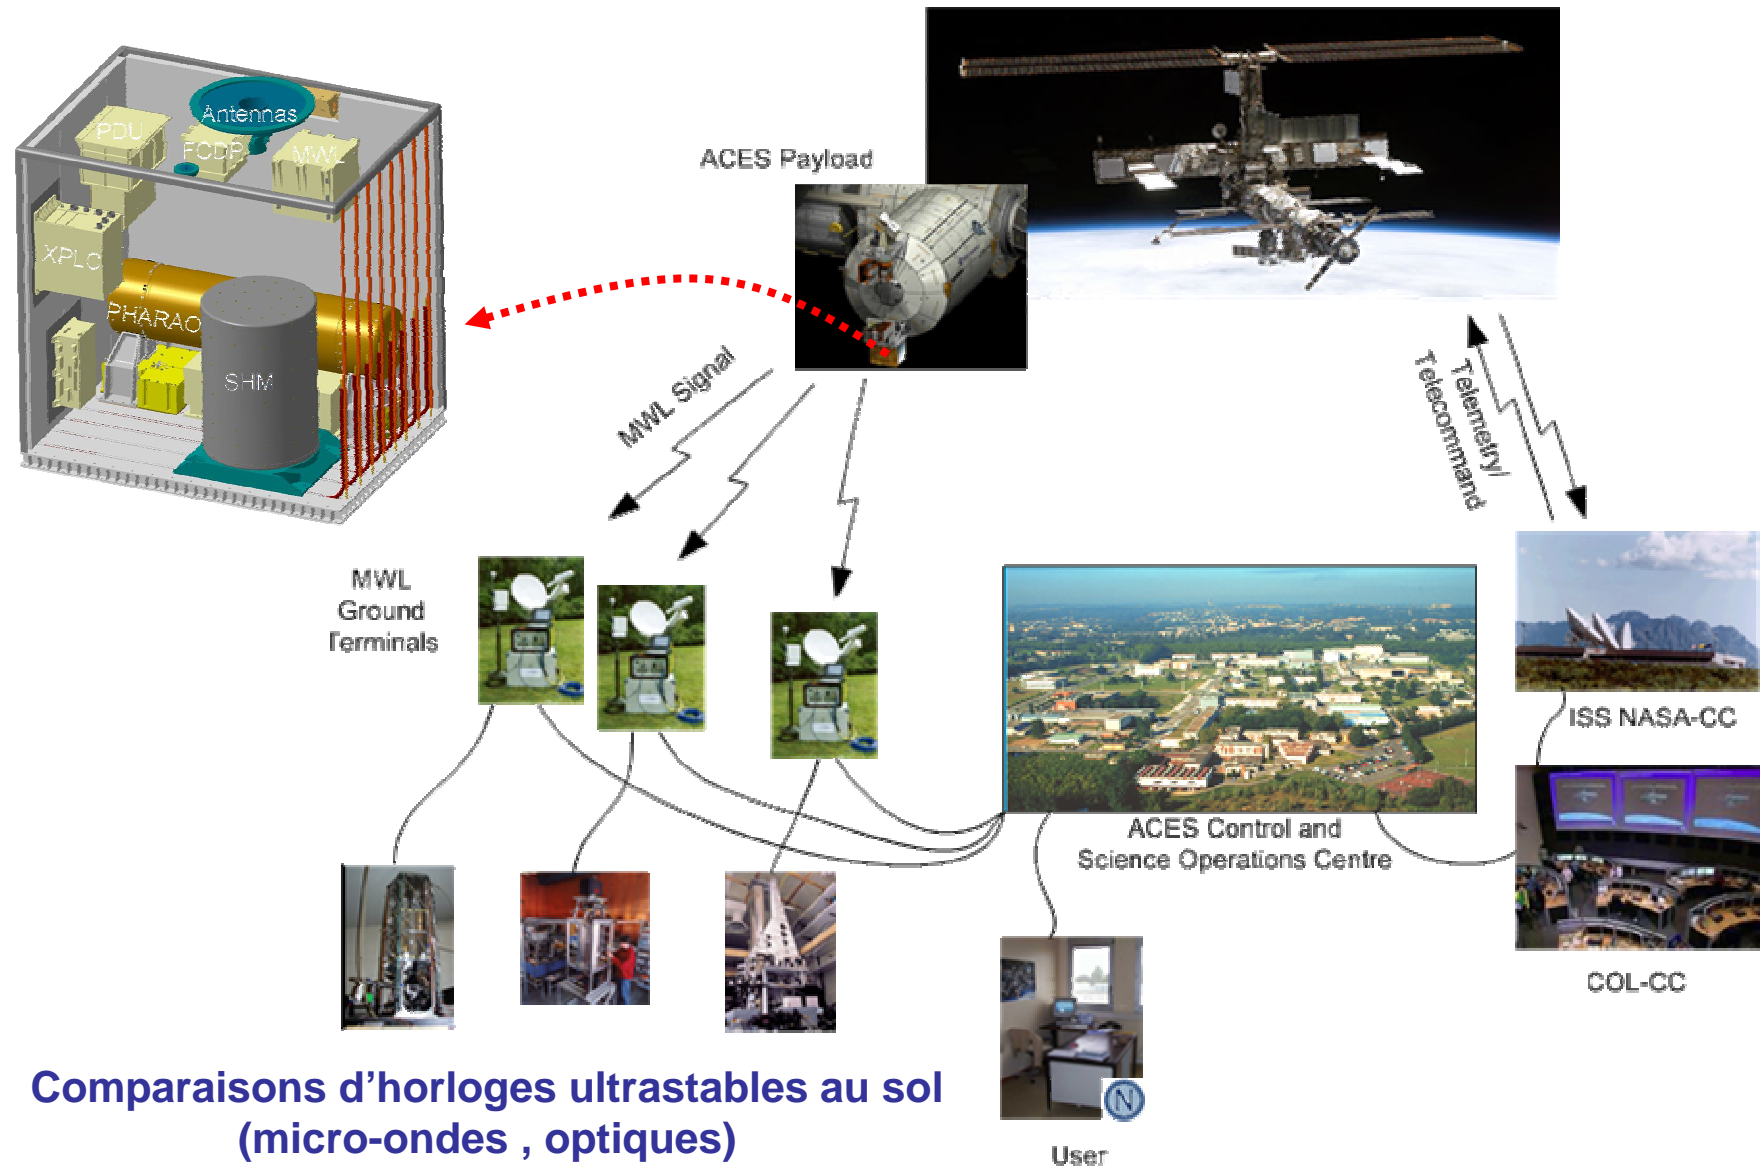 Antennas
PDU
FCDP
MWL
XPLC
PHARAO
SHM
ACES Payload
MWL Signal
Telemetry/
Telecommand
MWL
Ground
Terminals
ISS NASA-CC
ACES Control and
Science Operations Centre
COL-CC
N
User
Comparaisons d’horloges ultrastables au sol
(micro-ondes , optiques)